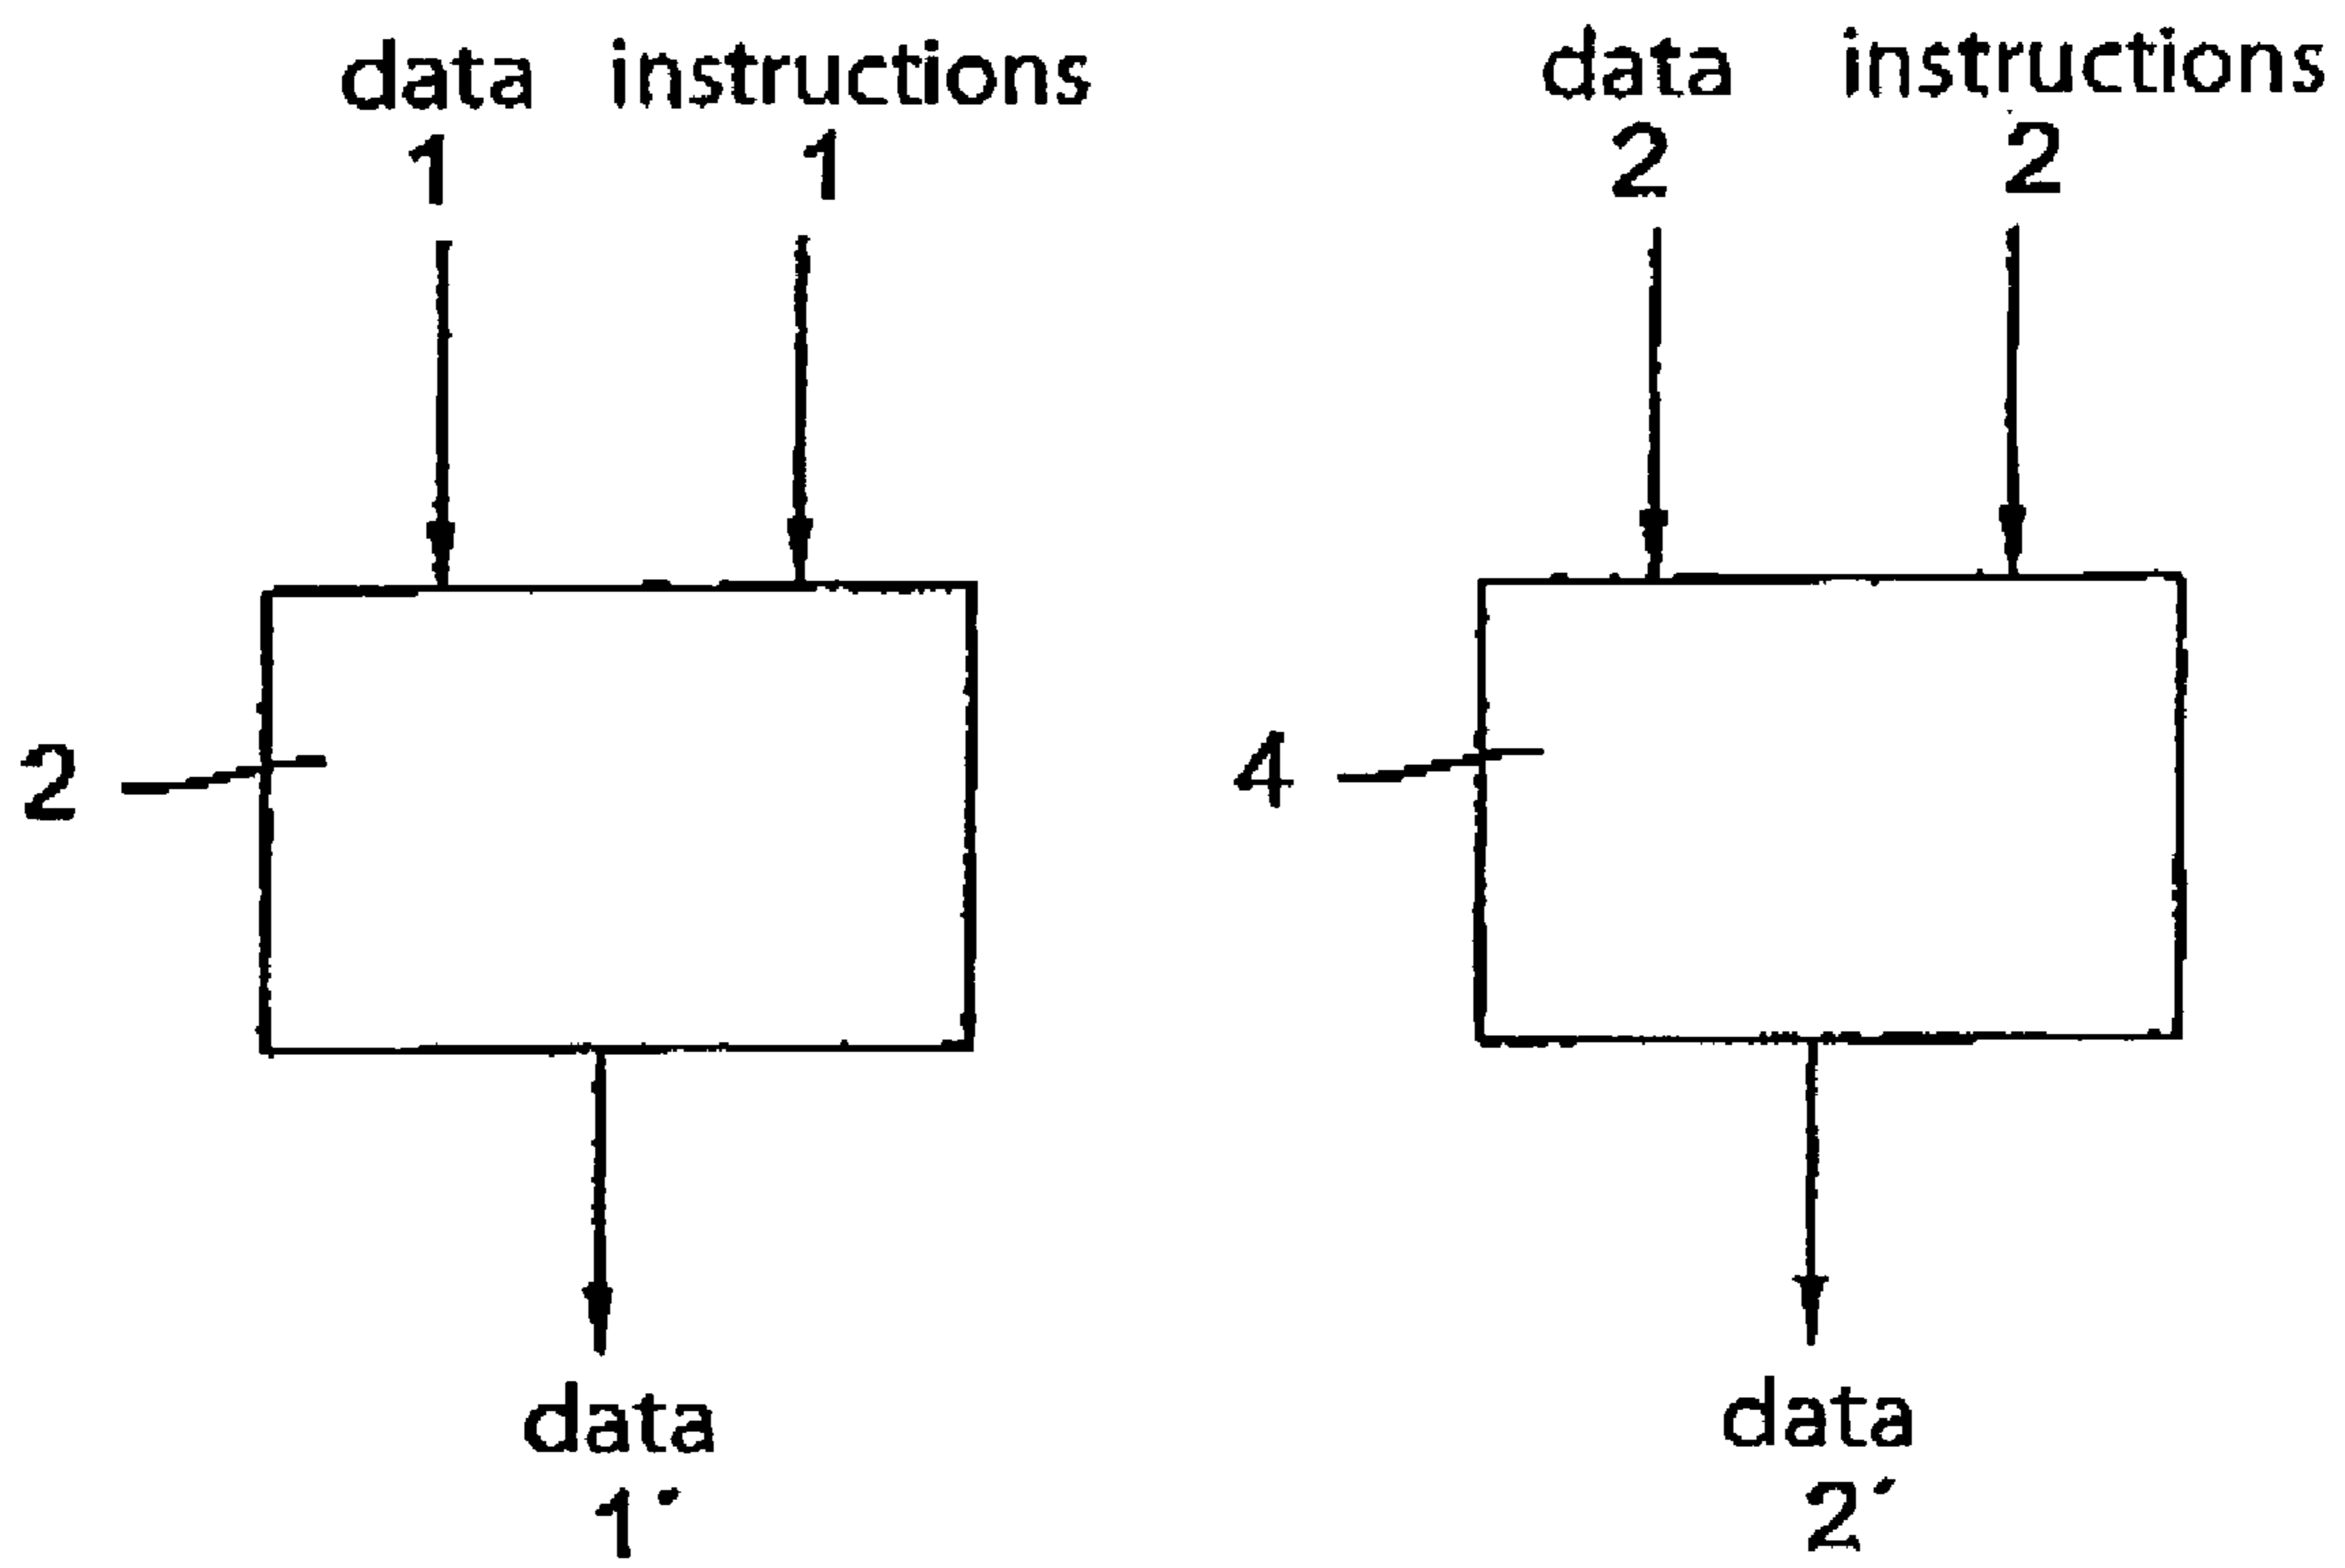 data instructions data instructions
1 1 2 2
2 4
data data
1′ 2′